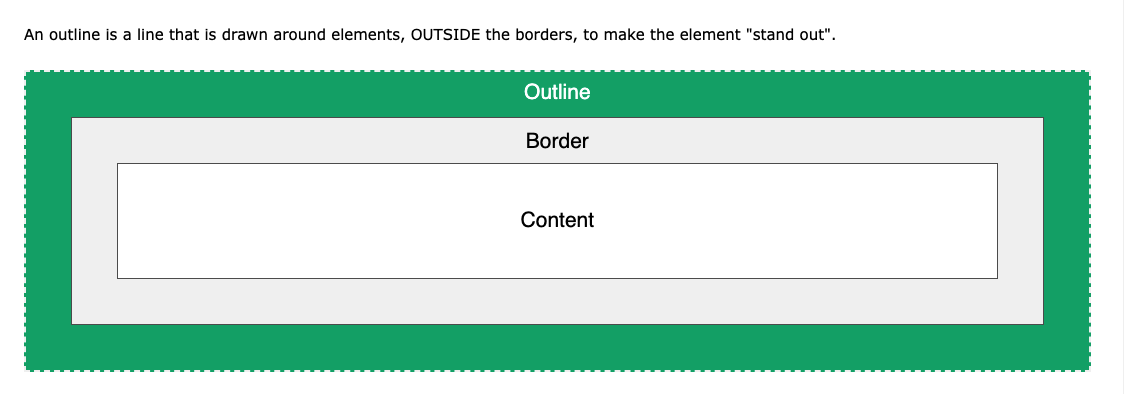 An outline is a line that is drawn around elements, OUTSIDE the borders, to make the element "stand out".
Outline
Border
Content